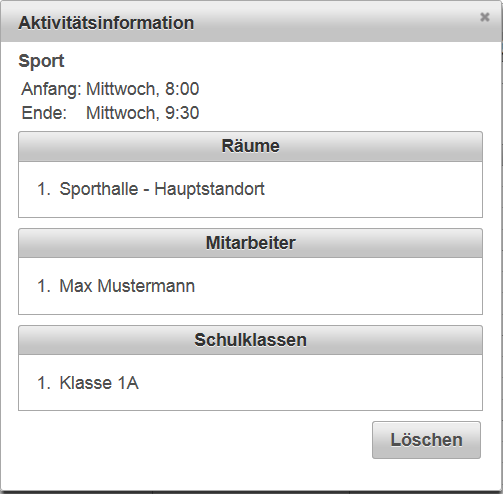 Aktivitätsinformation
Sport
Anfang: Mittwoch, 8:00
Ende: Mittwoch, 9:30
Räume
1. Sporthalle - Hauptstandort
Mitarbeiter
1. Max Mustermann
Schulklassen
1. Klasse 1A
Löschen